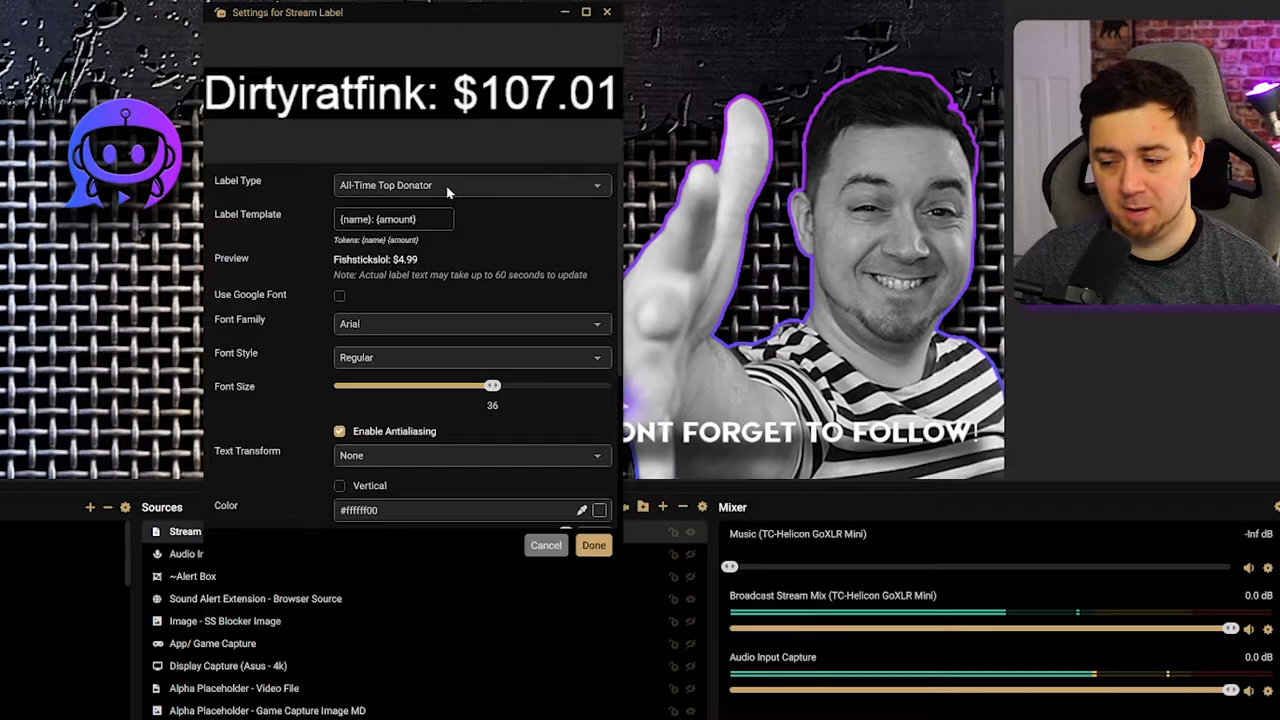 Settings for Stream Label
Dirtyratfink: $107.01
Label Type
All-Time Top Donator
Label Template
{name}: {amount}
Tokens: {name} {amount}
Preview
Fishstickslol: $4.99
Note: Actual label text may take up to 60 seconds to update
Use Google Font
Font Family
Arial
Font Style
Regular
Font Size
36
Enable Antialiasing
Text Transform
None
Vertical
Color
#ffffff00
Cancel
Done
ONT FORGET TO FOLLOW!
Sources
Stream
Audio Ir
~Alert Box
Sound Alert Extension - Browser Source
Image - SS Blocker Image
App/ Game Capture
Display Capture (Asus - 4k)
Alpha Placeholder - Video File
Alpha Placeholder - Game Capture Image MD
Mixer
Music (TC-Helicon GoXLR Mini)
-Inf dB
Broadcast Stream Mix (TC-Helicon GoXLR Mini)
0.0 dB
Audio Input Capture
0.0 dB